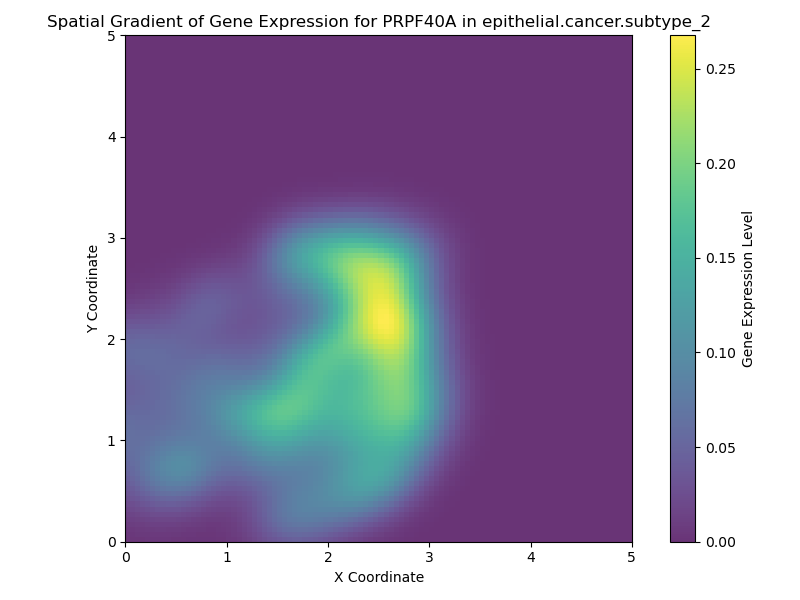 Spatial Gradient of Gene Expression for PRPF40A in epithelial.cancer.subtype_2
5
4
3
2
1
0
0 1 2 3 4 5
X Coordinate
Y Coordinate
0.25
0.20
0.15
0.10
0.05
0.00
Gene Expression Level